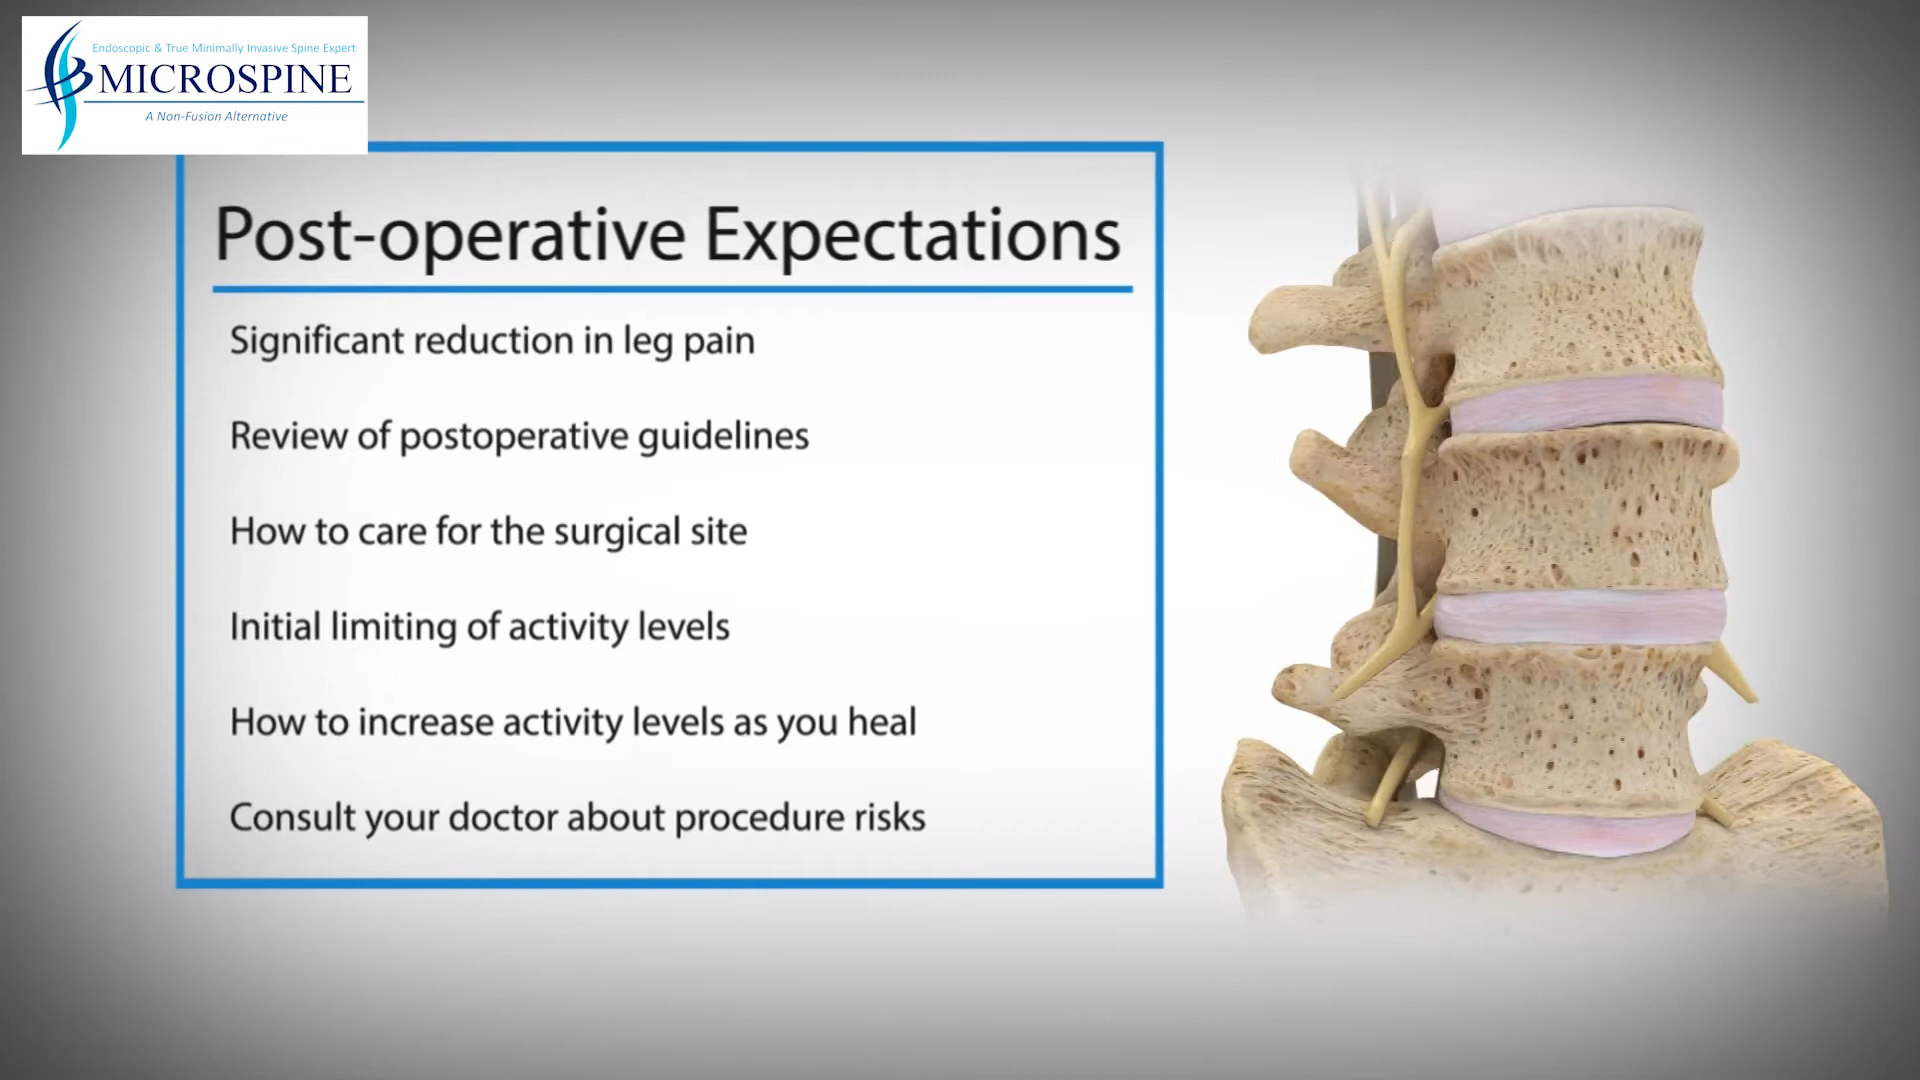 Endoscopic & True Minimally Invasive Spine Expert
MICROSPINE
A Non-Fusion Alternative
Post-operative Expectations
Significant reduction in leg pain
Review of postoperative guidelines
How to care for the surgical site
Initial limiting of activity levels
How to increase activity levels as you heal
Consult your doctor about procedure risks